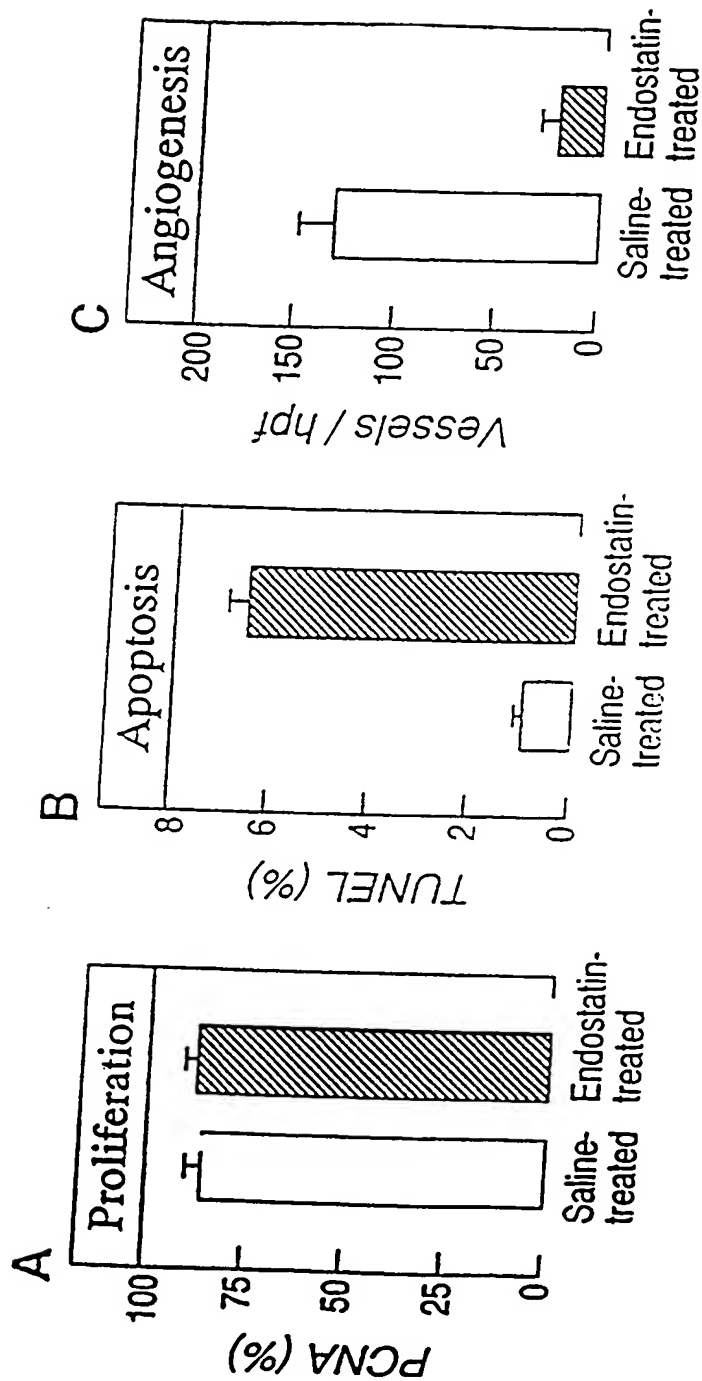 A
Proliferation
PCNA (%)
100
75
50
25
0
Saline-
treated
Endostatin-
treated
B
Apoptosis
TUNEL (%)
8
6
4
2
0
Saline-
treated
Endostatin-
treated
C
Angiogenesis
Vessels / hpf
200
150
100
50
0
Saline-
treated
Endostatin-
treated